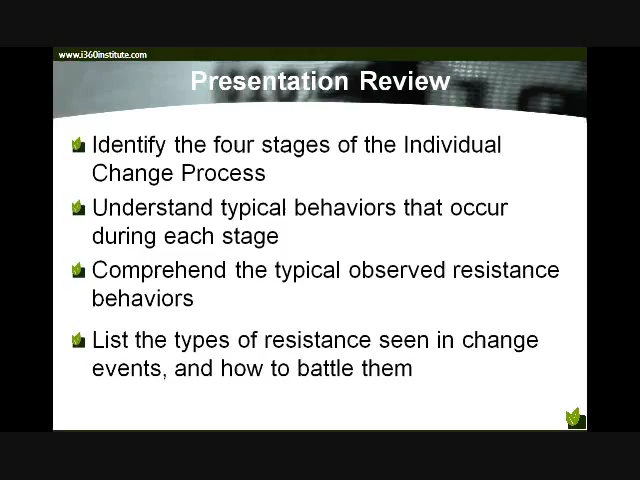 www.i360institute.com
Presentation Review
Identify the four stages of the Individual
Change Process
Understand typical behaviors that occur
during each stage
Comprehend the typical observed resistance
behaviors
List the types of resistance seen in change
events, and how to battle them